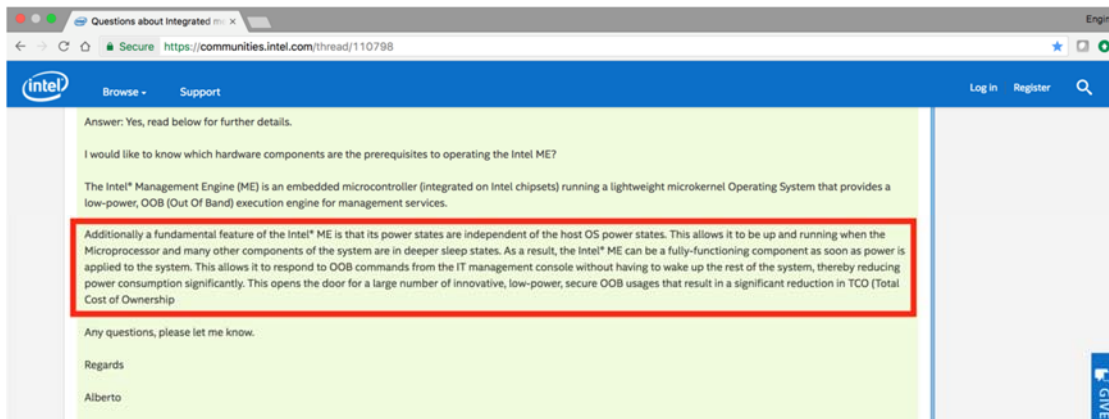 Questions about Integrated m
Engin
Secure https://communities.intel.com/thread/110798
intel Browse Support Log in Register
Answer: Yes, read below for further details.
I would like to know which hardware components are the prerequisites to operating the Intel ME?
The Intel® Management Engine (ME) is an embedded microcontroller (integrated on Intel chipsets) running a lightweight microkernel Operating System that provides a
low-power, OOB (Out Of Band) execution engine for management services.
Additionally a fundamental feature of the Intel® ME is that its power states are independent of the host OS power states. This allows it to be up and running when the
Microprocessor and many other components of the system are in deeper sleep states. As a result, the Intel® ME can be a fully-functioning component as soon as power is
applied to the system. This allows it to respond to OOB commands from the IT management console without having to wake up the rest of the system, thereby reducing
power consumption significantly. This opens the door for a large number of innovative, low-power, secure OOB usages that result in a significant reduction in TCO (Total
Cost of Ownership
Any questions, please let me know.
Regards
GIVE
Alberto